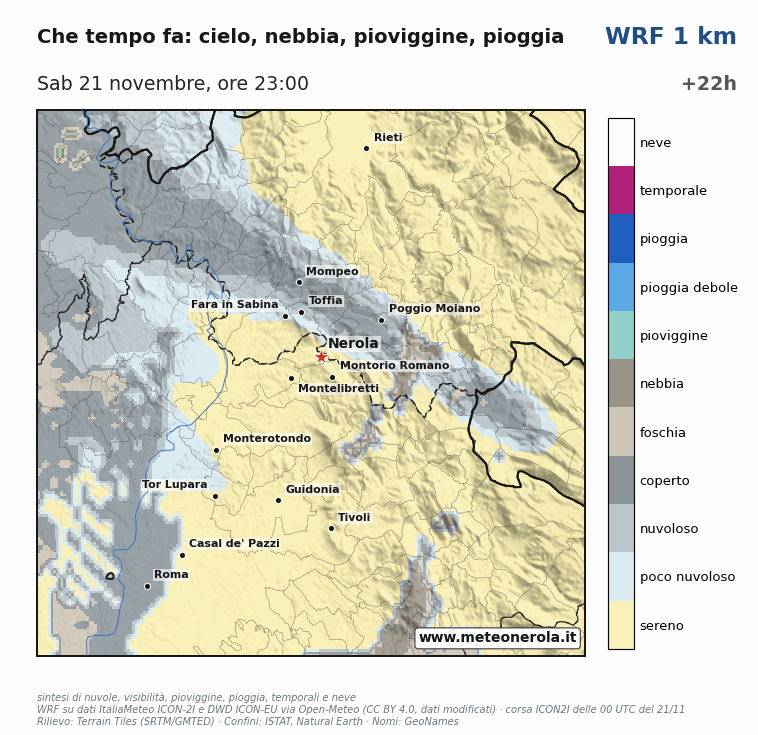 Che tempo fa: cielo, nebbia, pioviggine, pioggia
WRF 1 km
Sab 21 novembre, ore 23:00
+22h
Rieti
Mompeo
Toffia
Fara in Sabina
Poggio Moiano
Nerola
Montorio Romano
Montelibretti
Monterotondo
Tor Lupara
Guidonia
Tivoli
Casal de' Pazzi
Roma
www.meteonerola.it
neve
temporale
pioggia
pioggia debole
pioviggine
nebbia
foschia
coperto
nuvoloso
poco nuvoloso
sereno
sintesi di nuvole, visibilità, pioviggine, pioggia, temporali e neve
WRF su dati ItaliaMeteo ICON-2I e DWD ICON-EU via Open-Meteo (CC BY 4.0, dati modificati) · corsa ICON2I delle 00 UTC del 21/11
Rilievo: Terrain Tiles (SRTM/GMTED) · Confini: ISTAT, Natural Earth · Nomi: GeoNames